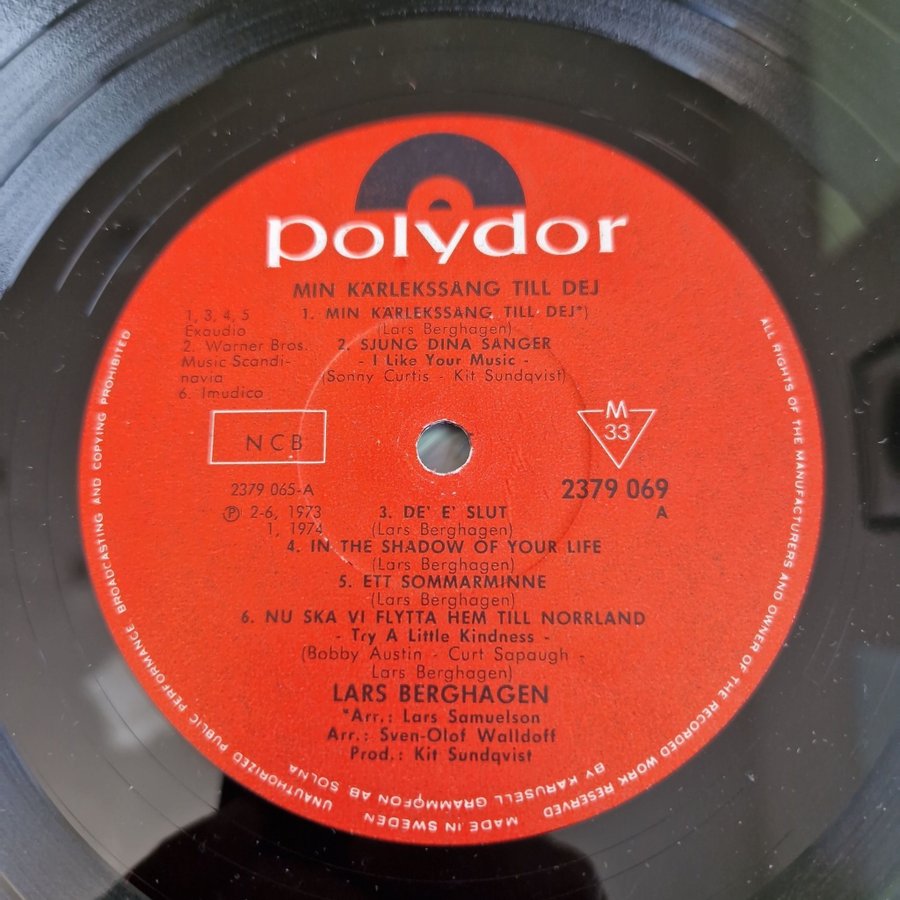 polydor
MIN KÄRLEKSSÅNG TILL DEJ
1. MIN KÄRLEKSSÅNG TILL DEJ*)
(Lars Berghagen)
2. SJUNG DINA SÅNGER
- I Like Your Music -
(Sonny Curtis - Kit Sundqvist)
1, 3, 4, 5
Exaudio
2. Warner Bros.
Music Scandi-
navia
6. Imudico
NCB
M
33
2379 065-A
Ⓟ 2-6, 1973
1, 1974
2379 069
A
3. DE' E' SLUT
(Lars Berghagen)
4. IN THE SHADOW OF YOUR LIFE
(Lars Berghagen)
5. ETT SOMMARMINNE
(Lars Berghagen)
6. NU SKA VI FLYTTA HEM TILL NORRLAND
- Try A Little Kindness -
(Bobby Austin - Curt Sapaugh -
Lars Berghagen)
LARS BERGHAGEN
*Arr.: Lars Samuelson
Arr.: Sven-Olof Walldoff
Prod.: Kit Sundqvist
ALL RIGHTS OF THE MANUFACTURERS AND OWNER OF THE RECORDED WORK RESERVED
UNAUTHORIZED PUBLIC PERFORMANCE BROADCASTING AND COPYING PROHIBITED
BY KARUSELL GRAMMOFON AB SOLNA
MADE IN SWEDEN